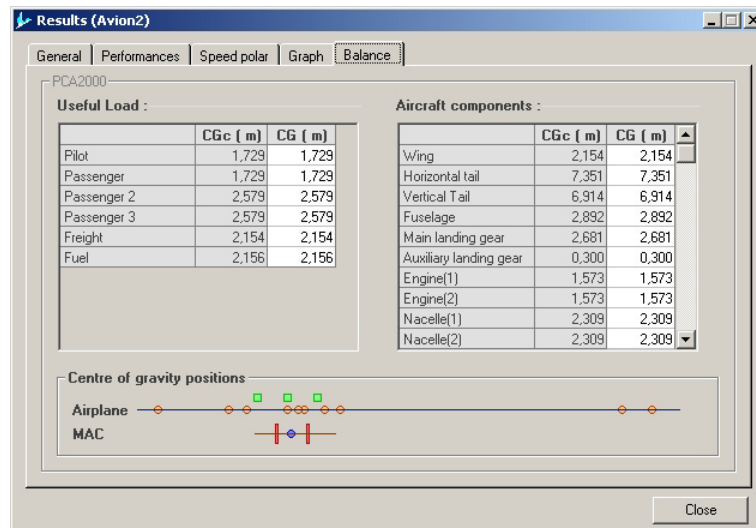 Results (Avion2)
General Performances Speed polar Graph Balance
PCA2000
Useful Load :
CGc ( m) CG ( m)
Pilot 1,729 1,729
Passenger 1,729 1,729
Passenger 2 2,579 2,579
Passenger 3 2,579 2,579
Freight 2,154 2,154
Fuel 2,156 2,156
Aircraft components :
CGc ( m) CG ( m)
Wing 2,154 2,154
Horizontal tail 7,351 7,351
Vertical Tail 6,914 6,914
Fuselage 2,892 2,892
Main landing gear 2,681 2,681
Auxiliary landing gear 0,300 0,300
Engine(1) 1,573 1,573
Engine(2) 1,573 1,573
Nacelle(1) 2,309 2,309
Nacelle(2) 2,309 2,309
Centre of gravity positions
Airplane
MAC
Close